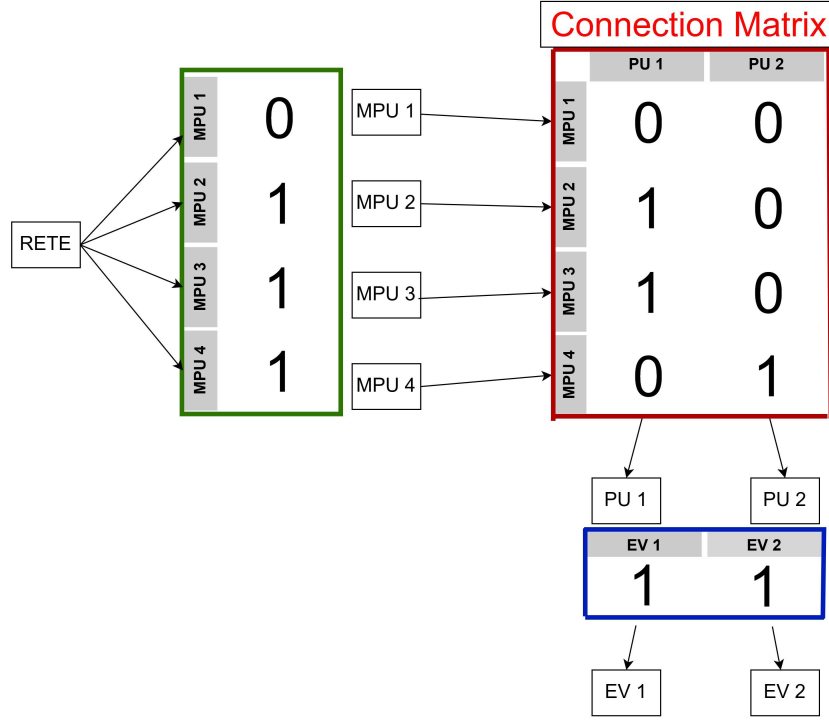 Connection Matrix
PU 1 PU 2
MPU 1 0 MPU 1 MPU 1 0 0
MPU 2 1 MPU 2 MPU 2 1 0
RETE
MPU 3 1 MPU 3 MPU 3 1 0
MPU 4 1 MPU 4 MPU 4 0 1
PU 1 PU 2
EV 1 EV 2
1 1
EV 1 EV 2